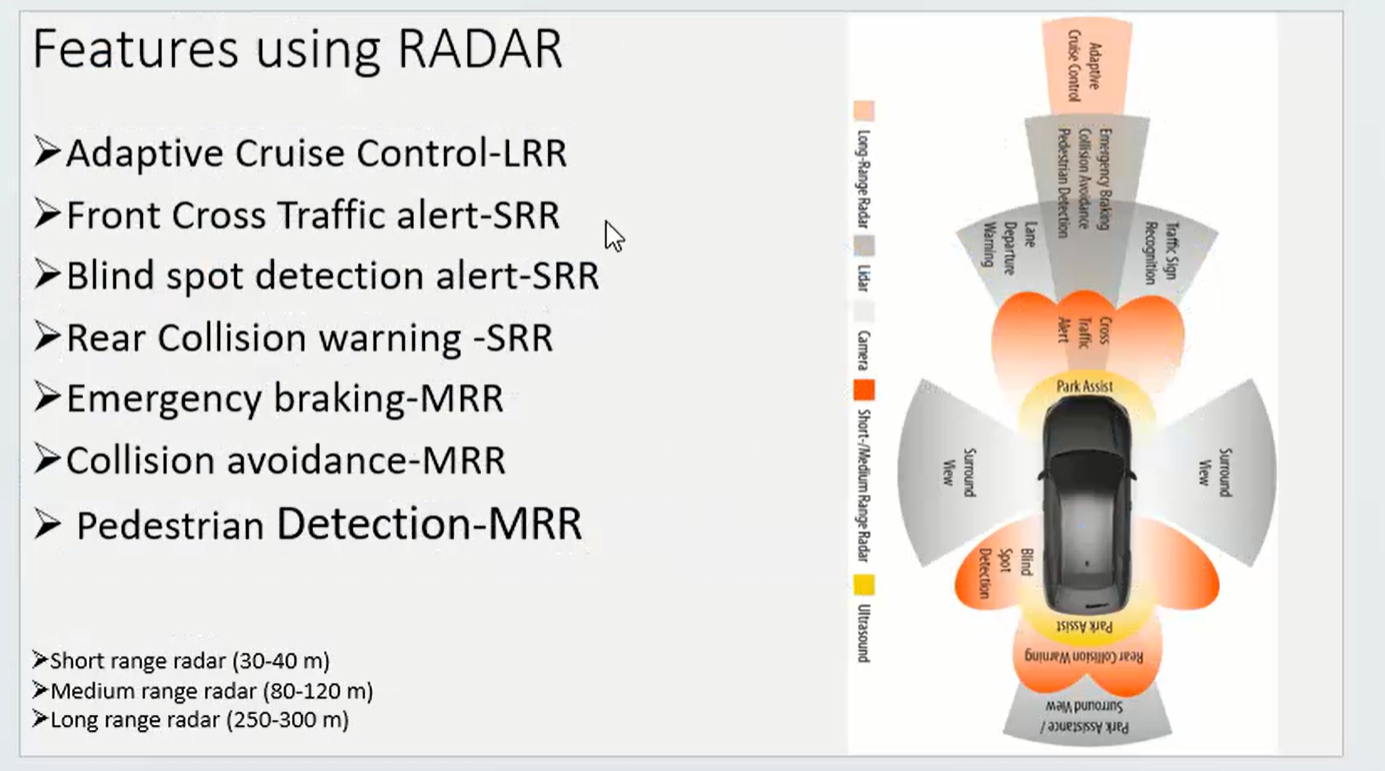 Features using RADAR
Adaptive Cruise Control-LRR
Front Cross Traffic alert-SRR
Blind spot detection alert-SRR
Rear Collision warning -SRR
Emergency braking-MRR
Collision avoidance-MRR
Pedestrian Detection-MRR
Short range radar (30-40 m)
Medium range radar (80-120 m)
Long range radar (250-300 m)
Long-Range Radar
Lidar
Camera
Short-/Medium Range Radar
Ultrasound
Adaptive
Cruise Control
Emergency Braking
Collision Avoidance
Pedestrian Detection
Traffic Sign
Recognition
Lane
Departure
Warning
Cross
Traffic
Alert
Park Assist
Surround
View
Surround
View
Blind
Spot
Detection
Park Assist
Rear Collision Warning
Park Assistance /
Surround View